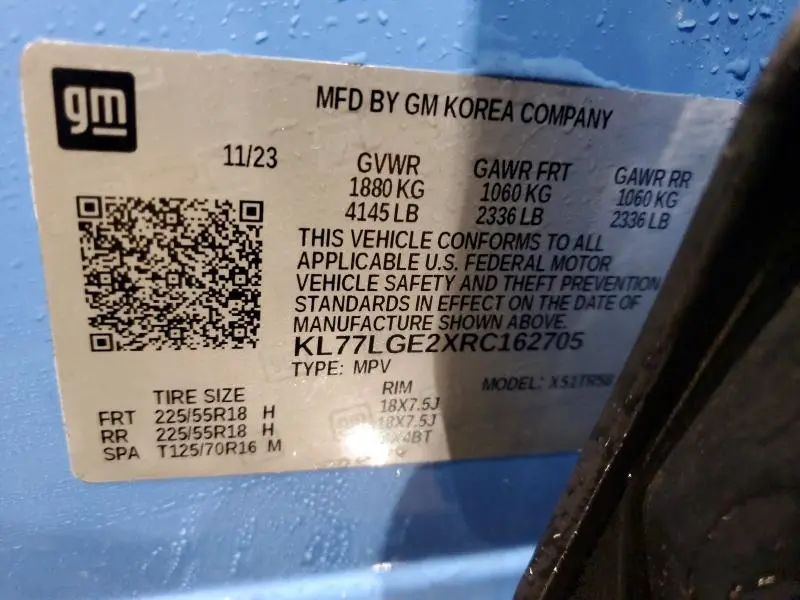 gm
MFD BY GM KOREA COMPANY
11/23
GVWR GAWR FRT GAWR RR
1880 KG 1060 KG 1060 KG
4145 LB 2336 LB 2336 LB
THIS VEHICLE CONFORMS TO ALL
APPLICABLE U.S. FEDERAL MOTOR
VEHICLE SAFETY AND THEFT PREVENTION
STANDARDS IN EFFECT ON THE DATE OF
MANUFACTURE SHOWN ABOVE.
KL77LGE2XRC162705
TYPE: MPV MODEL:
TIRE SIZE RIM
FRT 225/55R18 H 18X7.5J
RR 225/55R18 H 18X7.5J
SPA T125/70R16 M